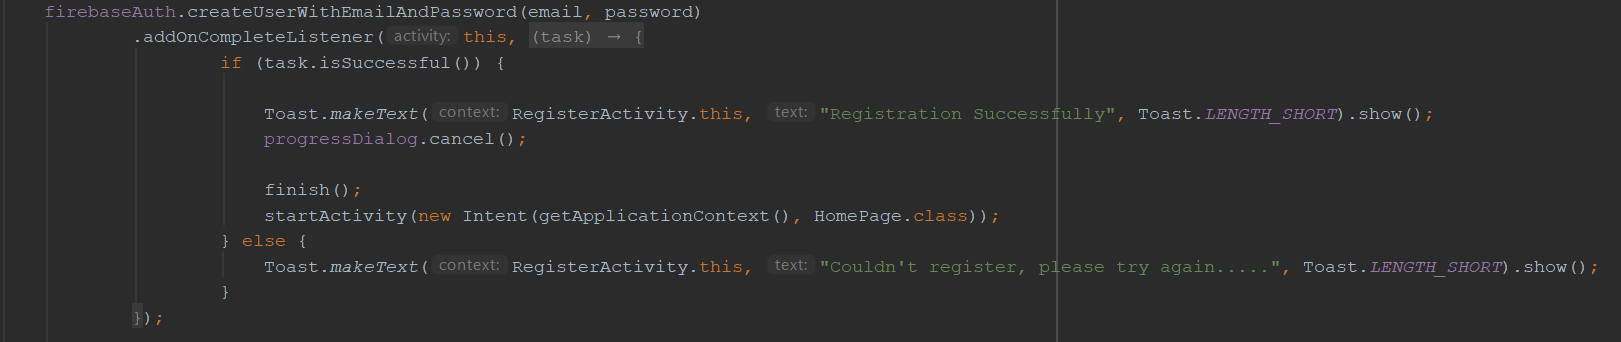 firebaseAuth.createUserWithEmailAndPassword(email, password)
.addOnCompleteListener( activity: this, (task) → {
if (task.isSuccessful()) {
Toast.makeText( context: RegisterActivity.this, text: "Registration Successfully", Toast.LENGTH_SHORT).show();
progressDialog.cancel();
finish();
startActivity(new Intent(getApplicationContext(), HomePage.class));
} else {
Toast.makeText( context: RegisterActivity.this, text: "Couldn't register, please try again.....", Toast.LENGTH_SHORT).show();
}
});